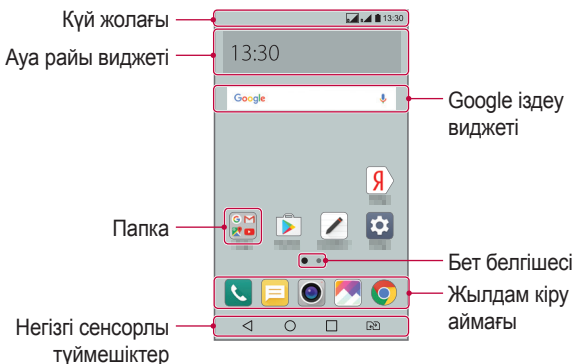 Күй жолағы
13:30
Ауа райы виджеті
13:30
Google
Google іздеу
виджеті
Я
Папка
G M
Бет белгішесі
Жылдам кіру
аймағы
Негізгі сенсорлы
түймешіктер